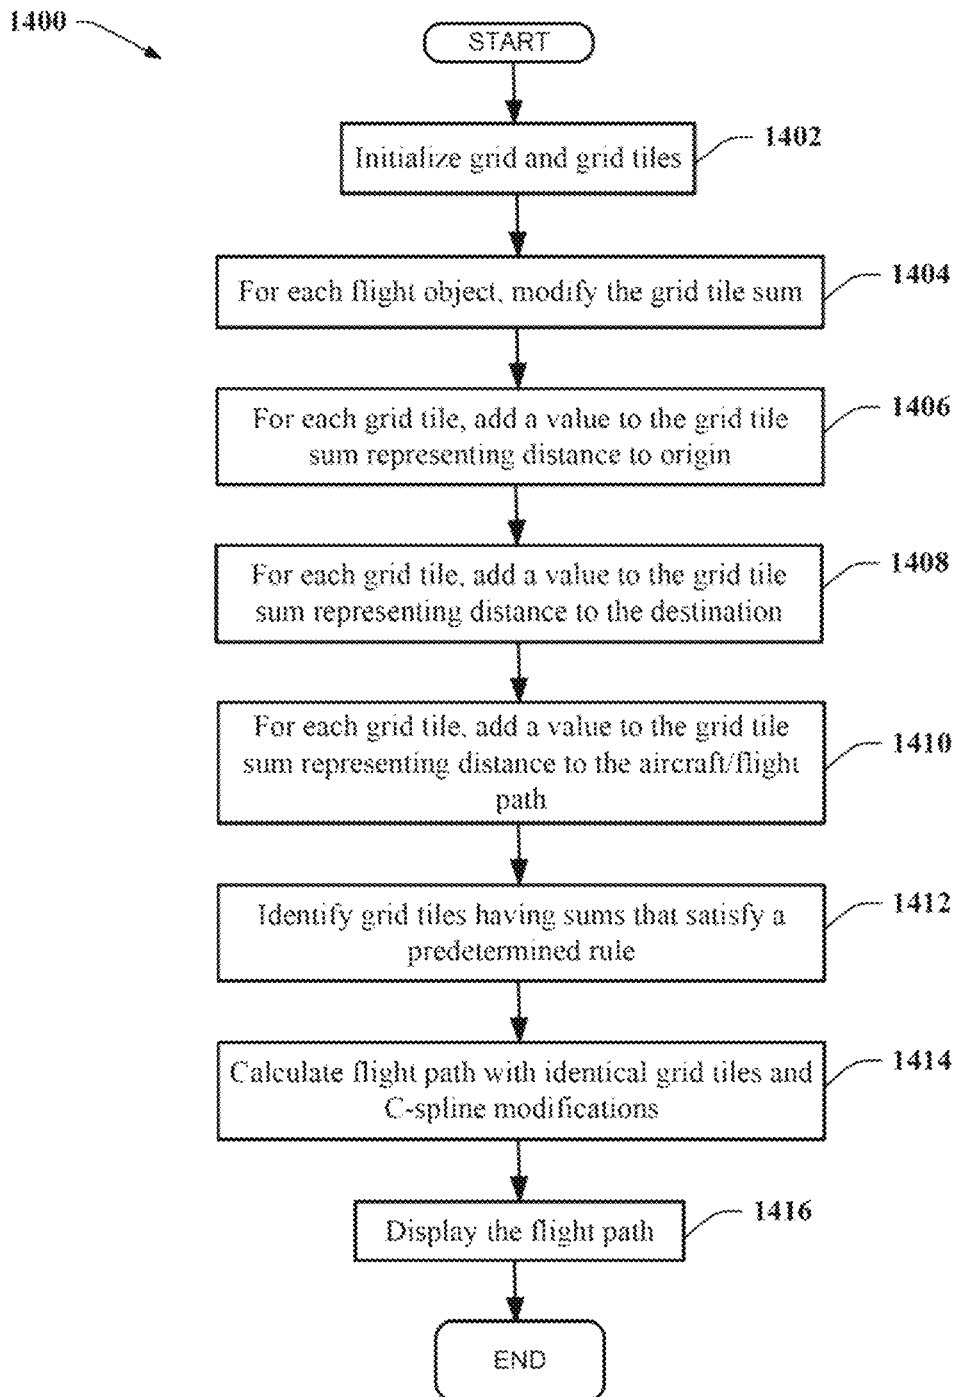 1400
START
Initialize grid and grid tiles
1402
For each flight object, modify the grid tile sum
1404
For each grid tile, add a value to the grid tile
sum representing distance to origin
1406
For each grid tile, add a value to the grid tile
sum representing distance to the destination
1408
For each grid tile, add a value to the grid tile
sum representing distance to the aircraft/flight
path
1410
Identify grid tiles having sums that satisfy a
predetermined rule
1412
Calculate flight path with identical grid tiles and
C-spline modifications
1414
Display the flight path
1416
END